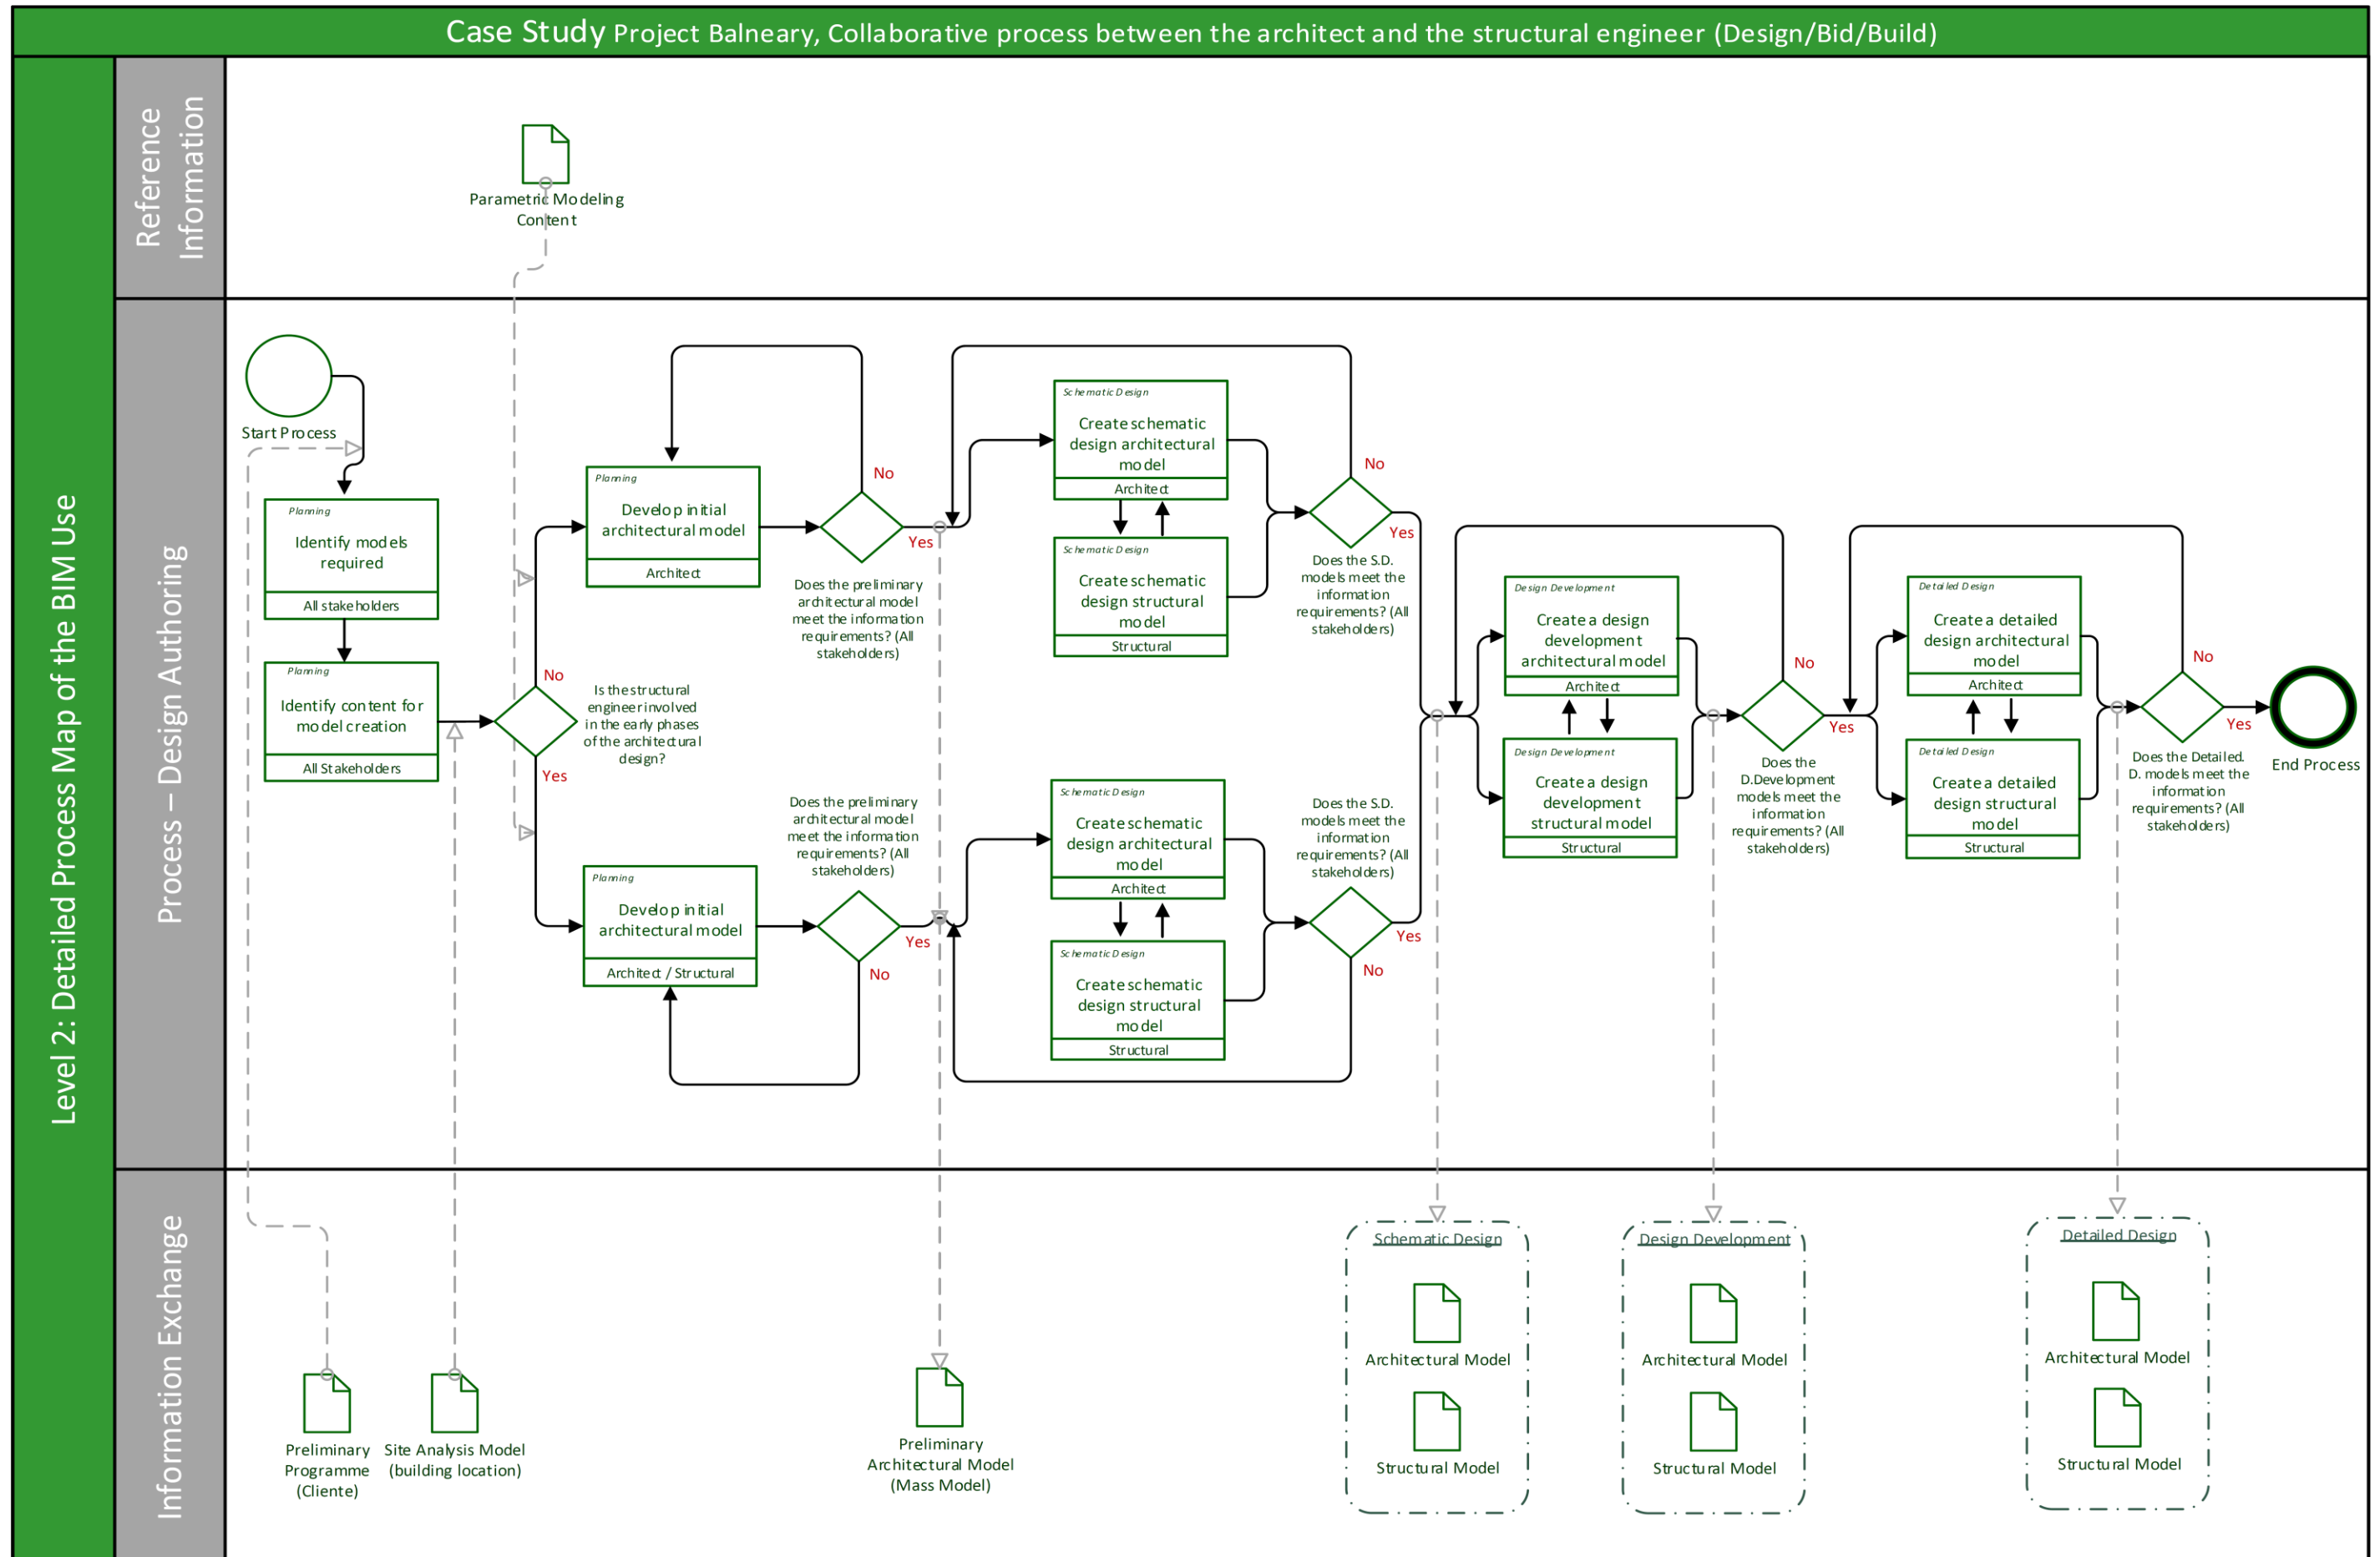 Case Study Project Balneary, Collaborative process between the architect and the structural engineer (Design/Bid/Build)
Level 2: Detailed Process Map of the BIM Use
Reference
Information
Parametric Modeling
Content
Process – Design Authoring
Start Process
Planning
Identify models
required
All stakeholders
Planning
Identify content for
model creation
All Stakeholders
No
Yes
Is the structural
engineer involved
in the early phases
of the architectural
design?
Planning
Develop initial
architectural model
Architect
No
Yes
Does the preliminary
architectural model
meet the information
requirements? (All
stakeholders)
Schematic Design
Create schematic
design architectural
model
Architect
Schematic Design
Create schematic
design structural
model
Structural
No
Yes
Does the S.D.
models meet the
information
requirements? (All
stakeholders)
Planning
Develop initial
architectural model
Architect / Structural
Does the preliminary
architectural model
meet the information
requirements? (All
stakeholders)
Yes
No
Schematic Design
Create schematic
design architectural
model
Architect
Schematic Design
Create schematic
design structural
model
Structural
Does the S.D.
models meet the
information
requirements? (All
stakeholders)
Yes
No
Design Development
Create a design
development
architectural model
Architect
Design Development
Create a design
development
structural model
Structural
No
Yes
Does the
D.Development
models meet the
information
requirements? (All
stakeholders)
Detailed Design
Create a detailed
design architectural
model
Architect
Detailed Design
Create a detailed
design structural
model
Structural
No
Yes
Does the Detailed.
D. models meet the
information
requirements? (All
stakeholders)
End Process
Information Exchange
Preliminary
Programme
(Cliente)
Site Analysis Model
(building location)
Preliminary
Architectural Model
(Mass Model)
Schematic Design
Architectural Model
Structural Model
Design Development
Architectural Model
Structural Model
Detailed Design
Architectural Model
Structural Model